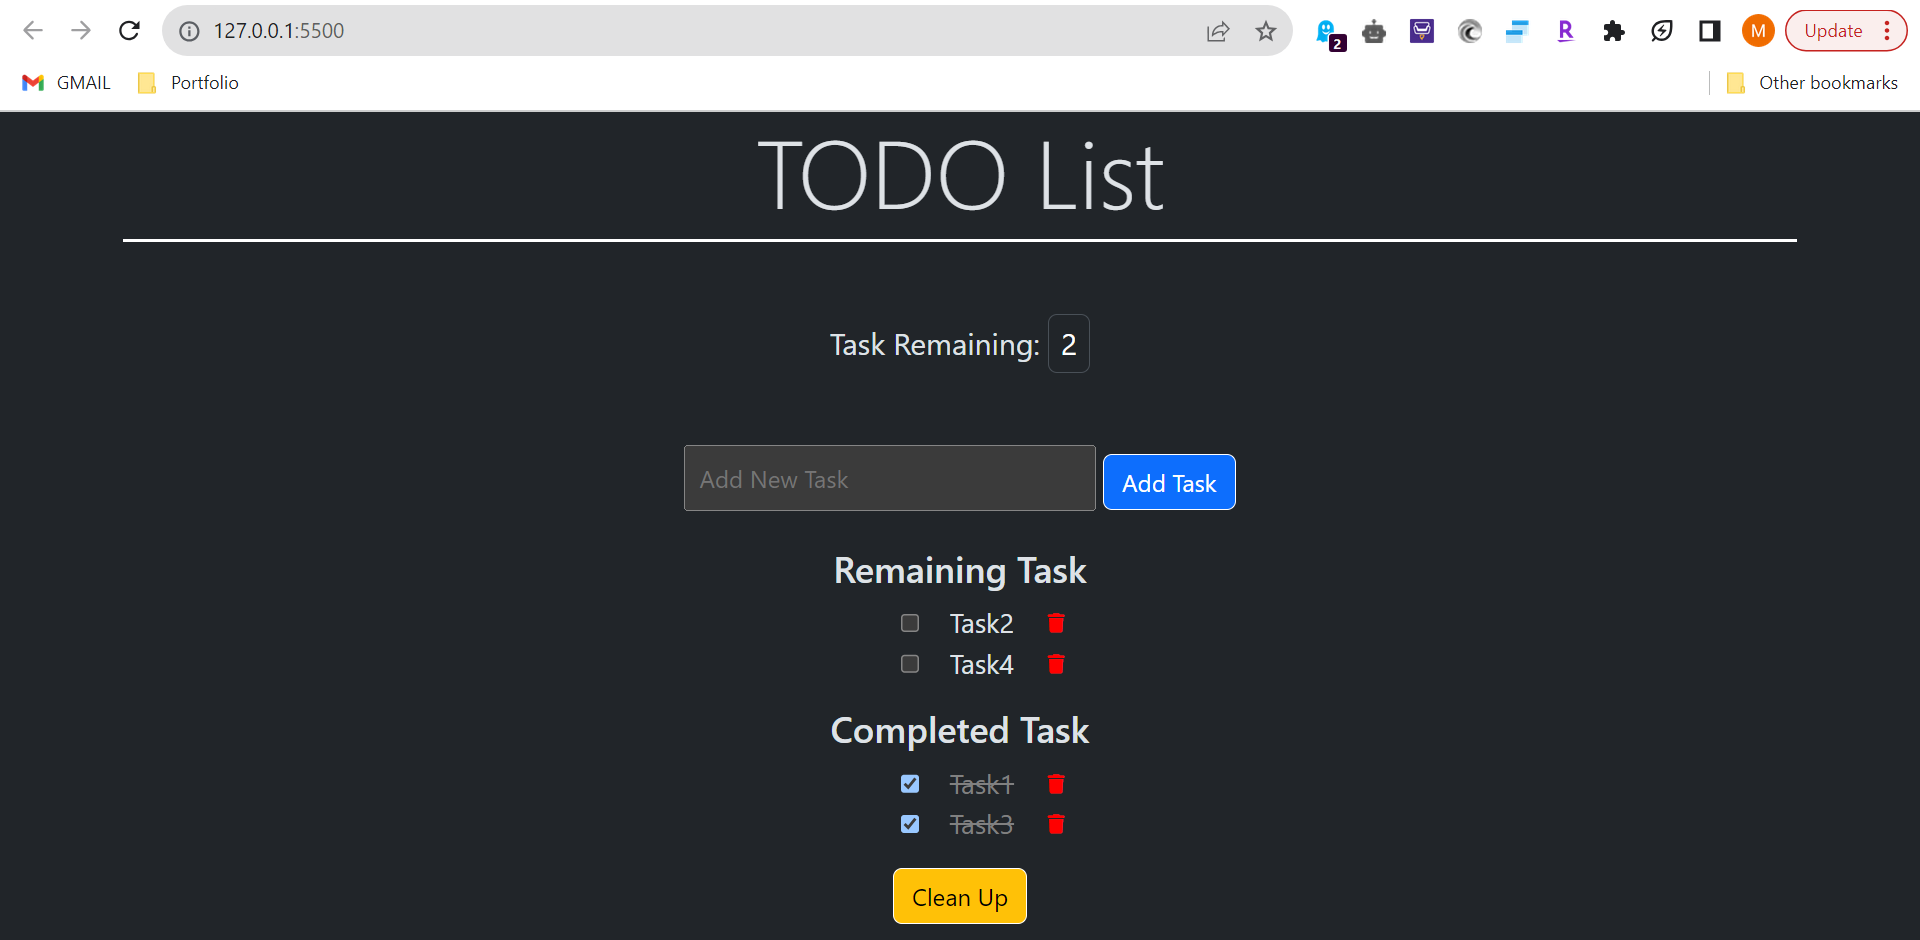 127.0.0.1:5500
2
R
M
Update
GMAIL
Portfolio
Other bookmarks
TODO List
Task Remaining: 2
Add New Task
Add Task
Remaining Task
Task2
Task4
Completed Task
Task1
Task3
Clean Up